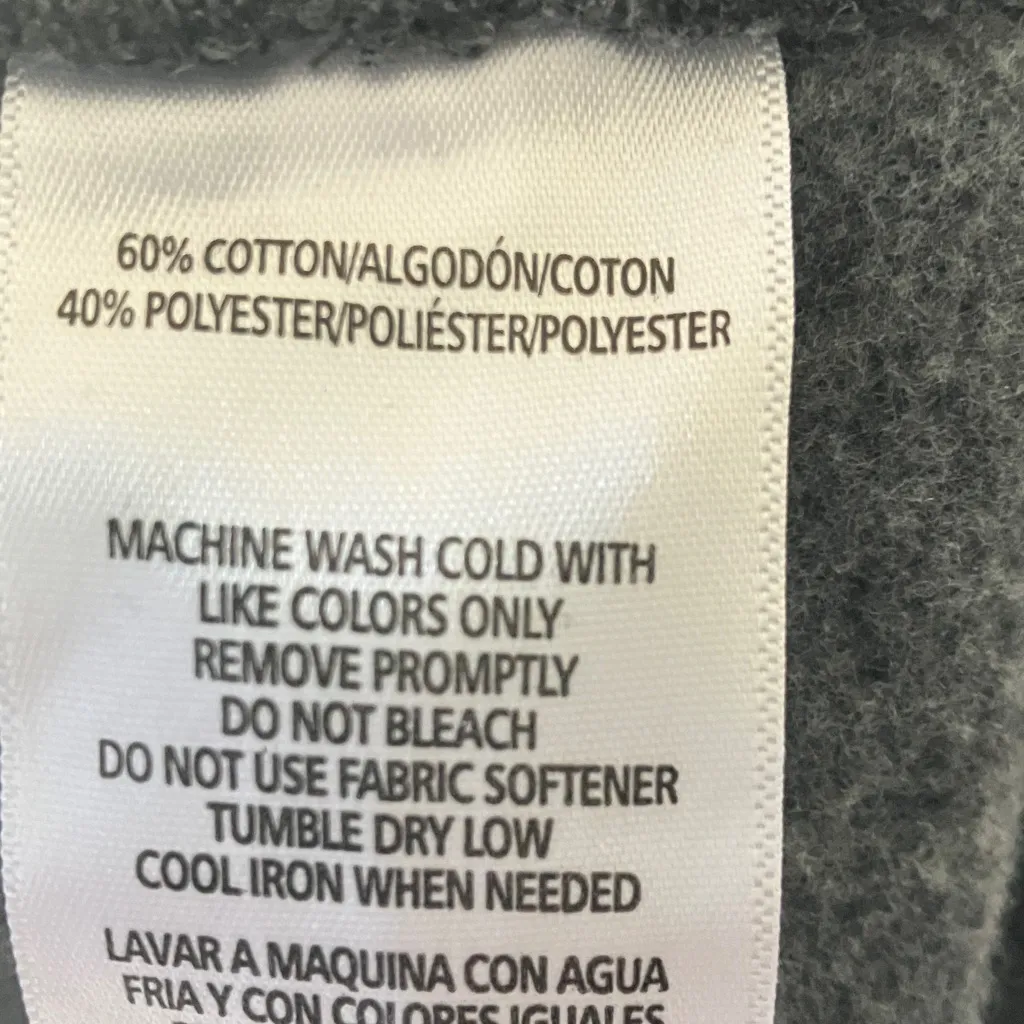 60% COTTON/ALGODÓN/COTON
40% POLYESTER/POLIÉSTER/POLYESTER
MACHINE WASH COLD WITH
LIKE COLORS ONLY
REMOVE PROMPTLY
DO NOT BLEACH
DO NOT USE FABRIC SOFTENER
TUMBLE DRY LOW
COOL IRON WHEN NEEDED
LAVAR A MAQUINA CON AGUA
FRIA Y CON COLORES IGUALES